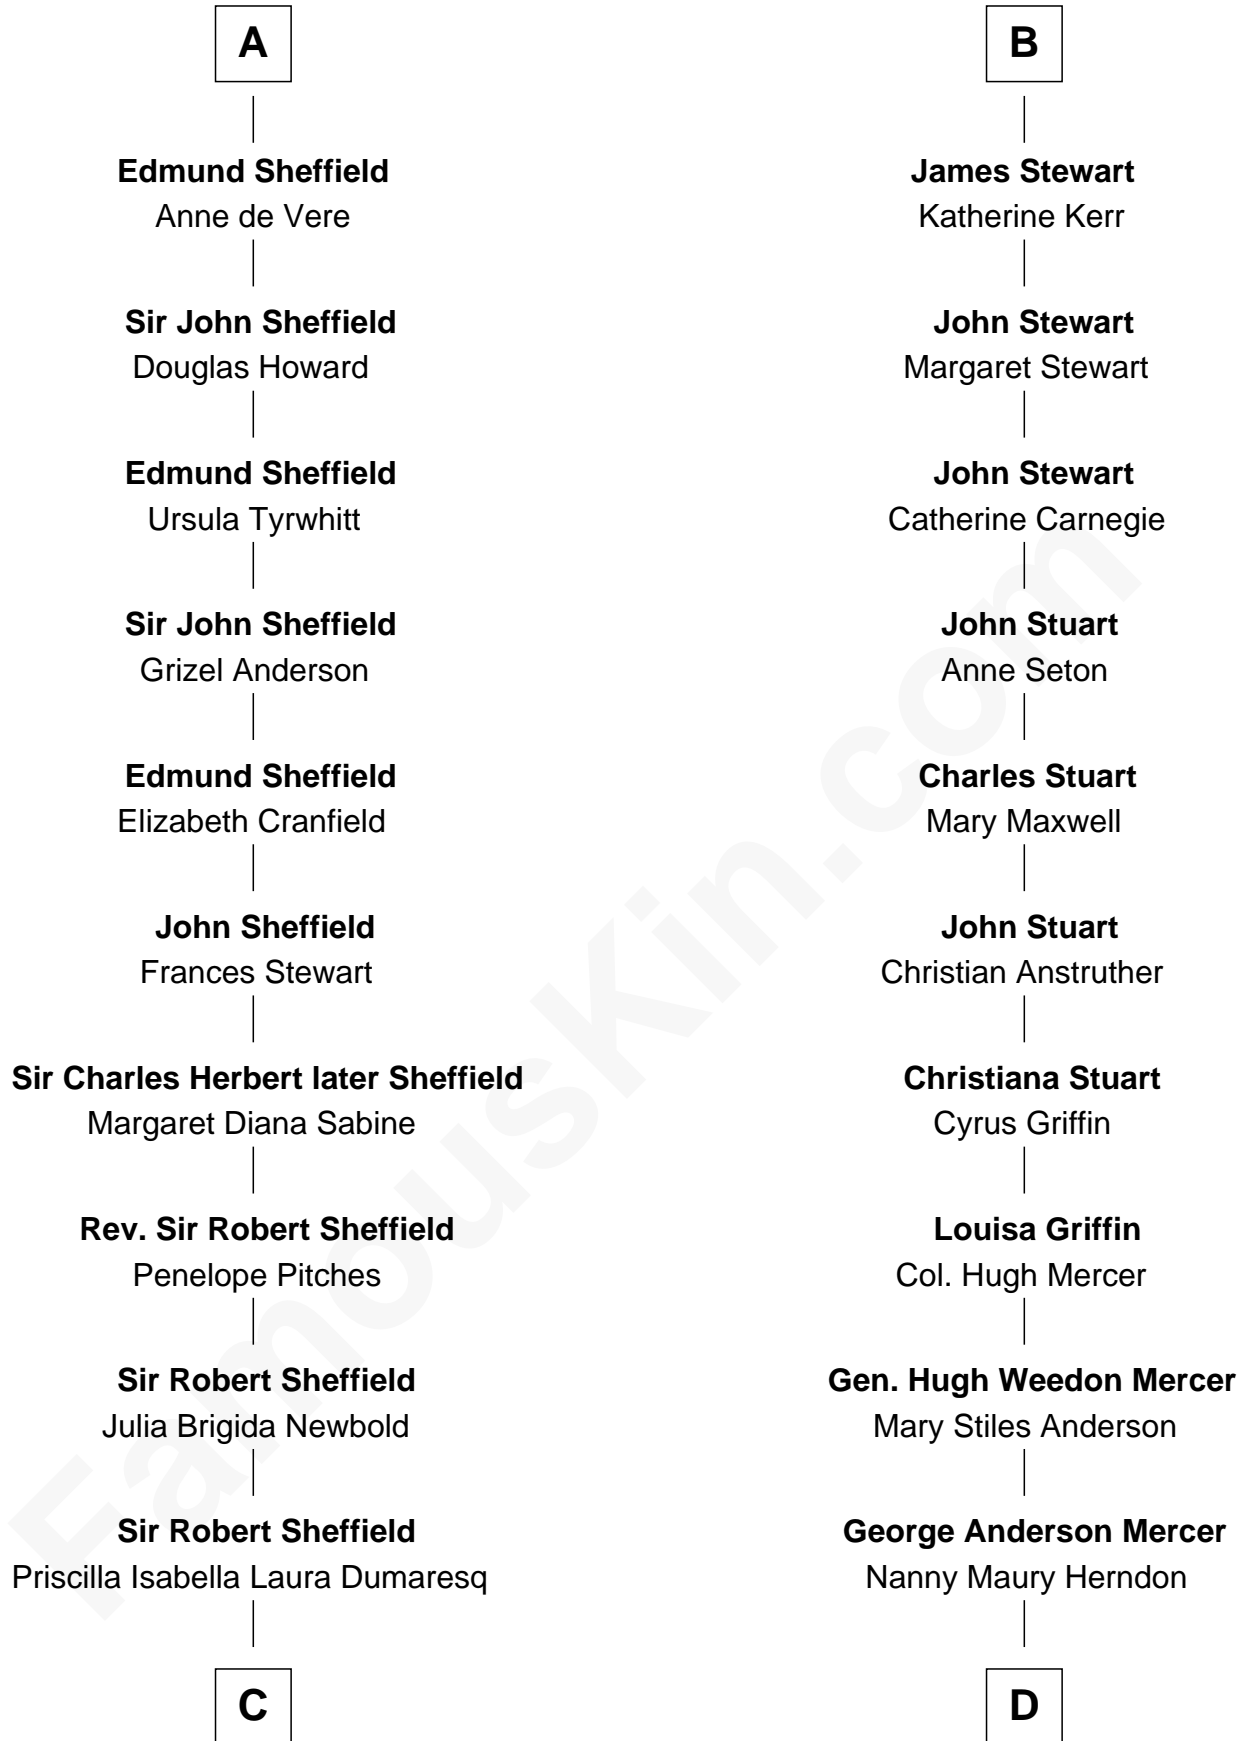 A
Edmund Sheffield
Anne de Vere
Sir John Sheffield
Douglas Howard
Edmund Sheffield
Ursula Tyrwhitt
Sir John Sheffield
Grizel Anderson
Edmund Sheffield
Elizabeth Cranfield
John Sheffield
Frances Stewart
Sir Charles Herbert later Sheffield
Margaret Diana Sabine
Rev. Sir Robert Sheffield
Penelope Pitches
Sir Robert Sheffield
Julia Brigida Newbold
Sir Robert Sheffield
Priscilla Isabella Laura Dumaresq
C
B
James Stewart
Katherine Kerr
John Stewart
Margaret Stewart
John Stewart
Catherine Carnegie
John Stuart
Anne Seton
Charles Stuart
Mary Maxwell
John Stuart
Christian Anstruther
Christiana Stuart
Cyrus Griffin
Louisa Griffin
Col. Hugh Mercer
Gen. Hugh Weedon Mercer
Mary Stiles Anderson
George Anderson Mercer
Nanny Maury Herndon
D
FamousKin.com